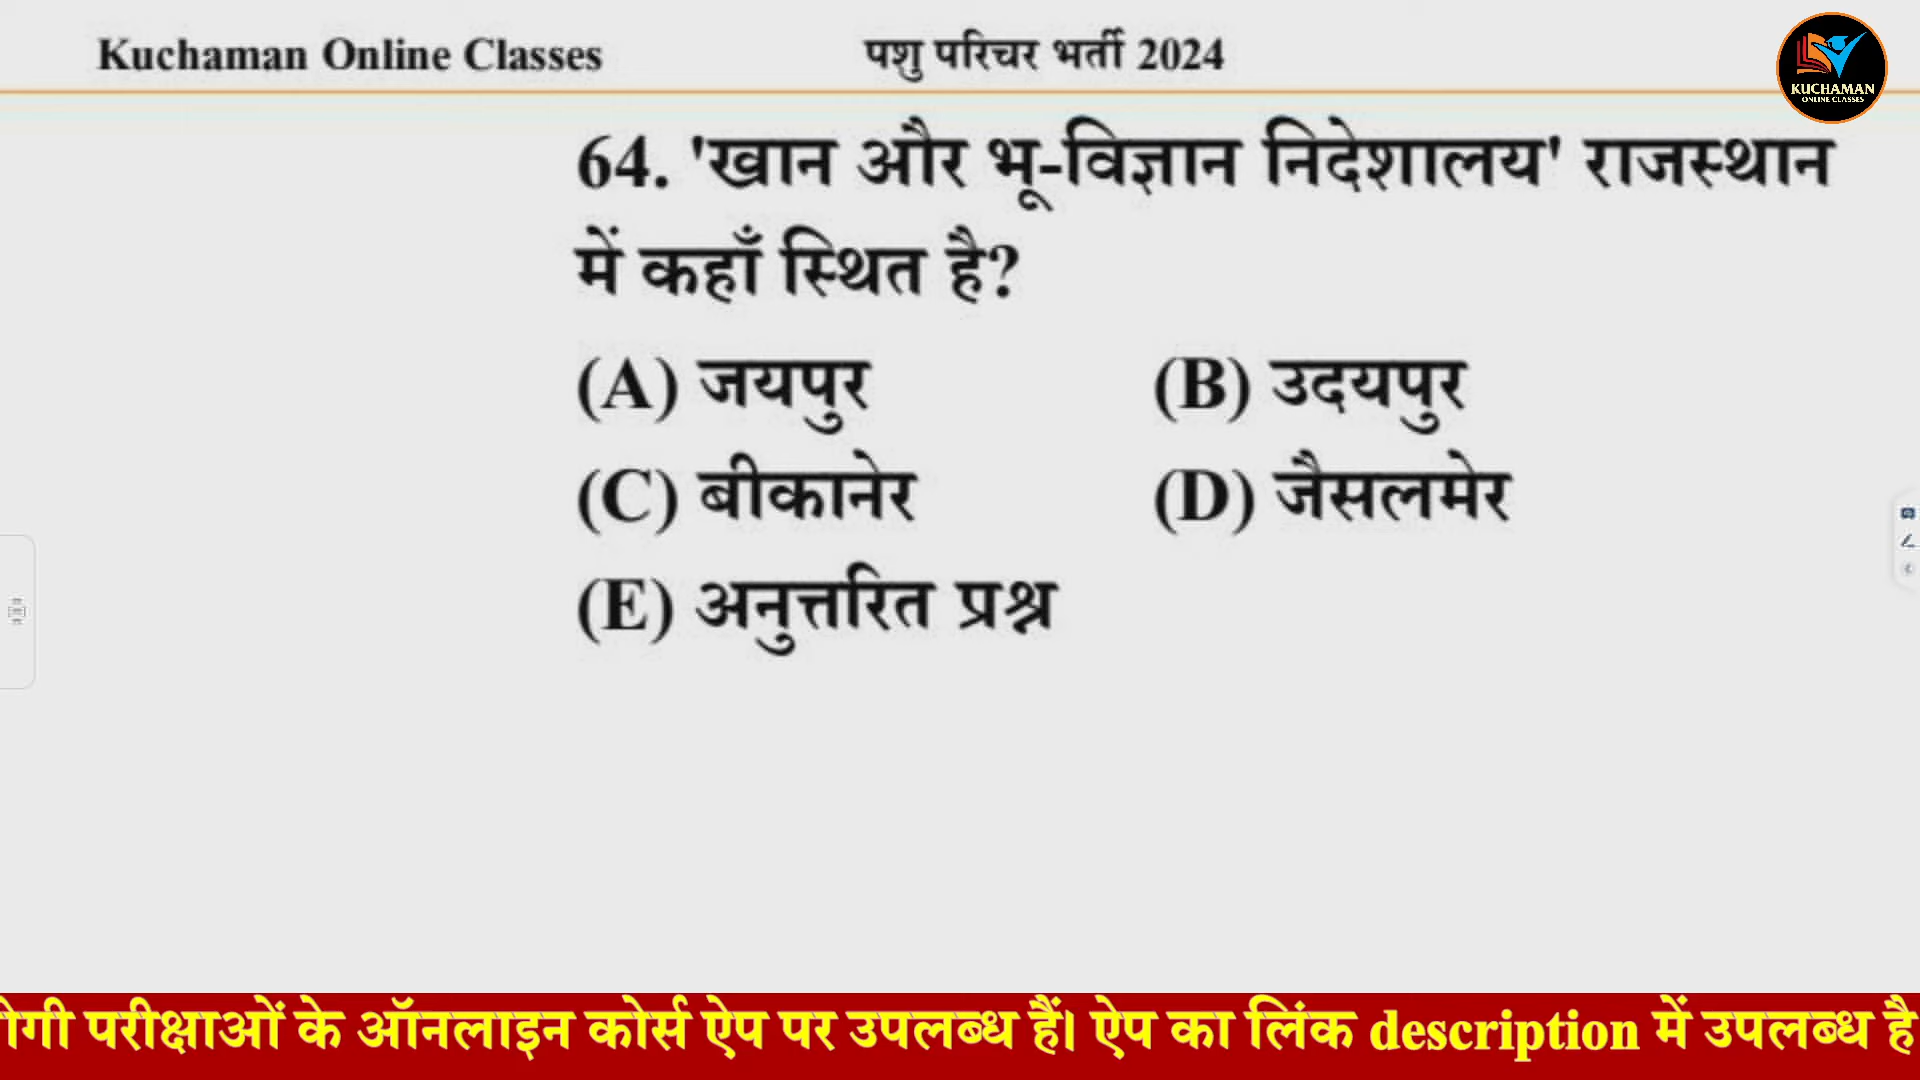 Kuchaman Online Classes
पशु परिचर भर्ती 2024
KUCHAMAN
ONLINE CLASSES
64. 'खान और भू-विज्ञान निदेशालय' राजस्थान
में कहाँ स्थित है?
(A) जयपुर
(B) उदयपुर
(C) बीकानेर
(D) जैसलमेर
(E) अनुत्तरित प्रश्न
परीक्षाओं के ऑनलाइन कोर्स ऐप पर उपलब्ध हैं। ऐप का लिंक description में उपलब्ध है